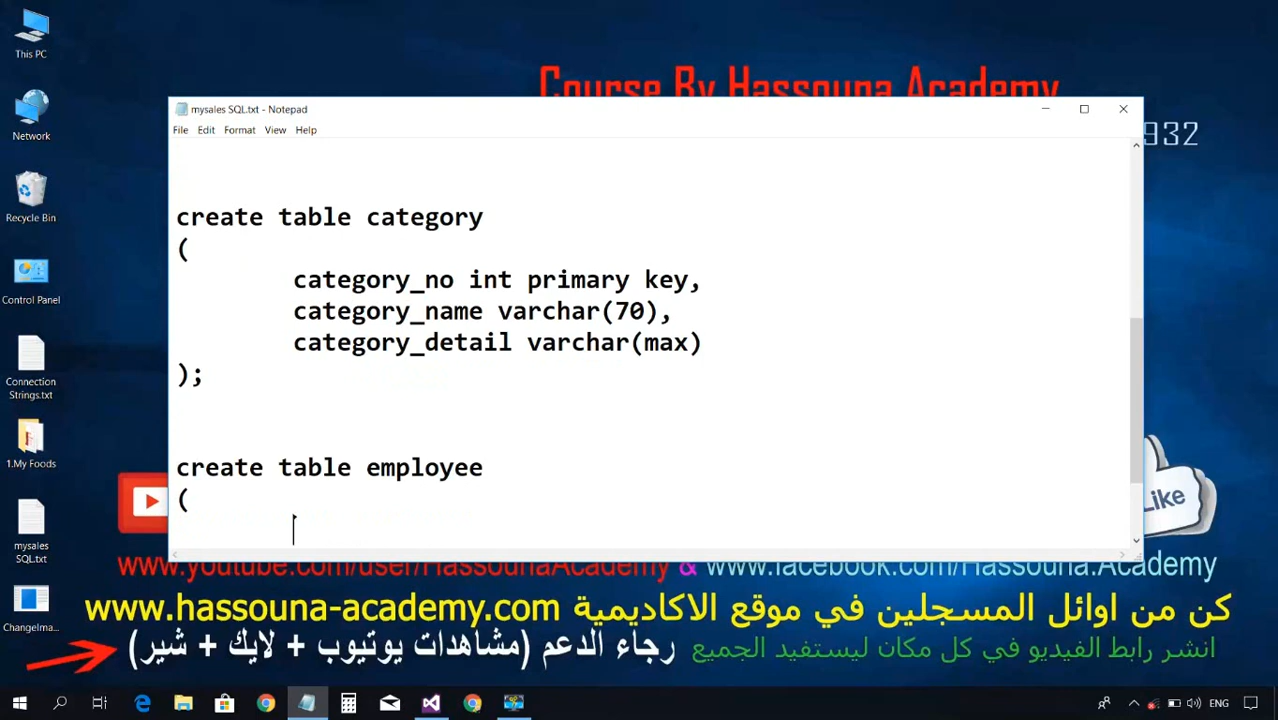 This PC
Network
Recycle Bin
Control Panel
Connection
Strings.txt
1.My Foods
mysales
SQL.txt
ChangeIma...
Course By Hassouna Academy
932
mysales SQL.txt - Notepad
File Edit Format View Help
create table category
(
category_no int primary key,
category_name varchar(70),
category_detail varchar(max)
);
create table employee
(
Like
www.youtube.com/user/HassounaAcademy & www.facebook.com/Hassouna.Academy
كن من اوائل المسجلين في موقع الاكاديمية www.hassouna-academy.com
رجاء الدعم (مشاهدات يوتيوب + لايك + شير)
انشر رابط الفيديو في كل مكان ليستفيد الجميع
ENG